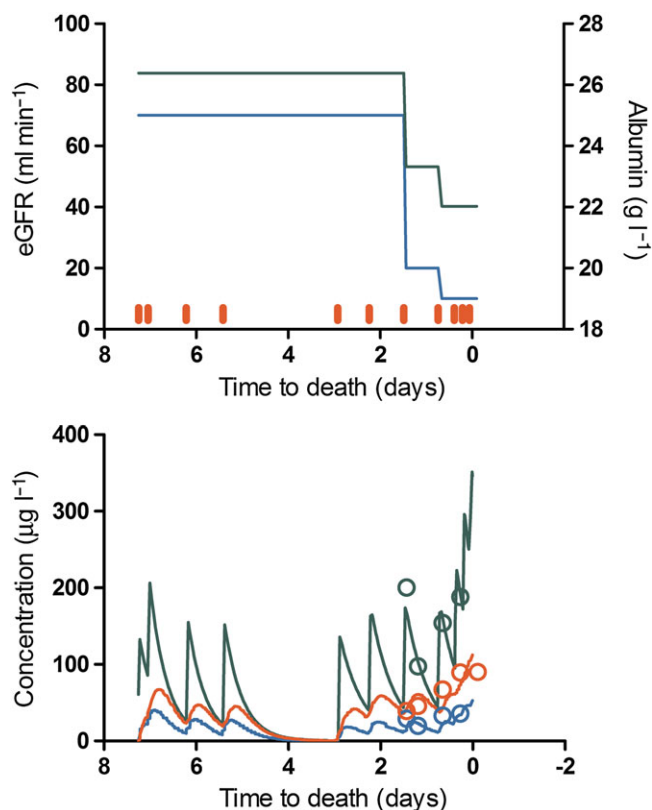 100
80
60
40
20
0
eGFR (ml min⁻¹)
28
26
24
22
20
18
Albumin (g l⁻¹)
8 6 4 2 0
Time to death (days)
400
300
200
100
0
Concentration (µg l⁻¹)
8 6 4 2 0 -2
Time to death (days)